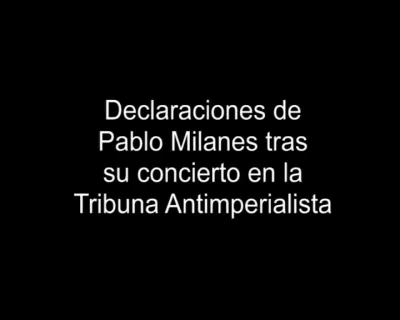 Declaraciones de
Pablo Milanes tras
su concierto en la
Tribuna Antimperialista